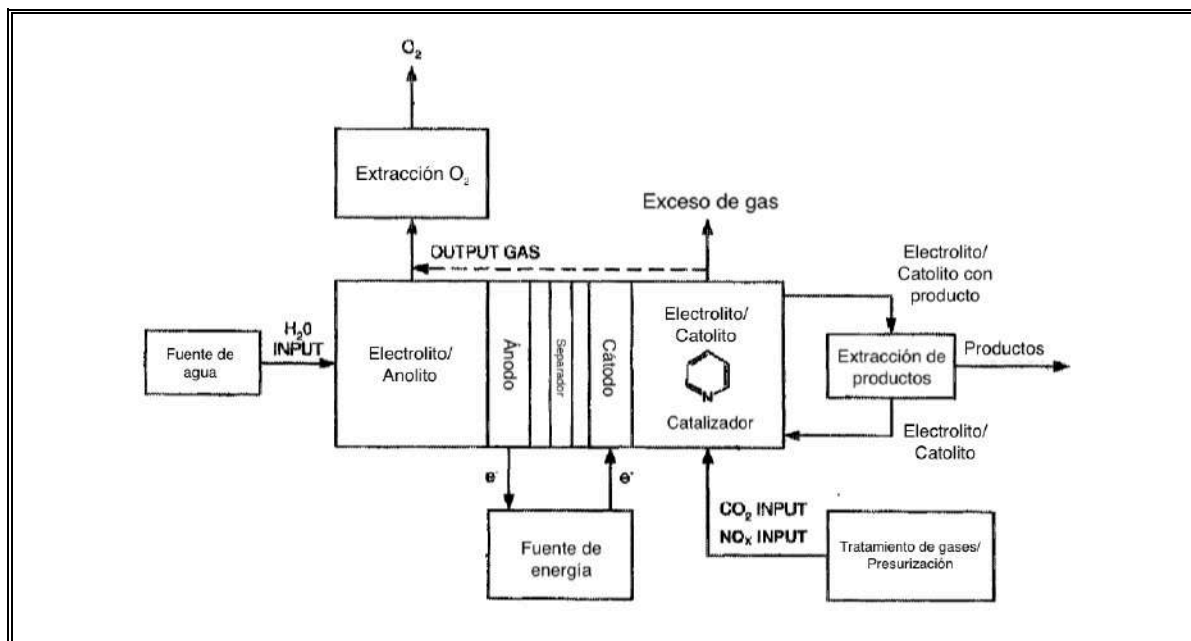 O₂
Extracción O₂
Exceso de gas
OUTPUT GAS
Electrolito/
Catolito con
producto
Fuente de
agua
H₂0
INPUT
Electrolito/
Anolito
Ánodo
Separador
Cátodo
Electrolito/
Catolito
N
Catalizador
Extracción de
productos
Productos
Electrolito/
Catolito
e⁻
e⁻
Fuente de
energía
CO₂ INPUT
NOₓ INPUT
Tratamiento de gases/
Presurización